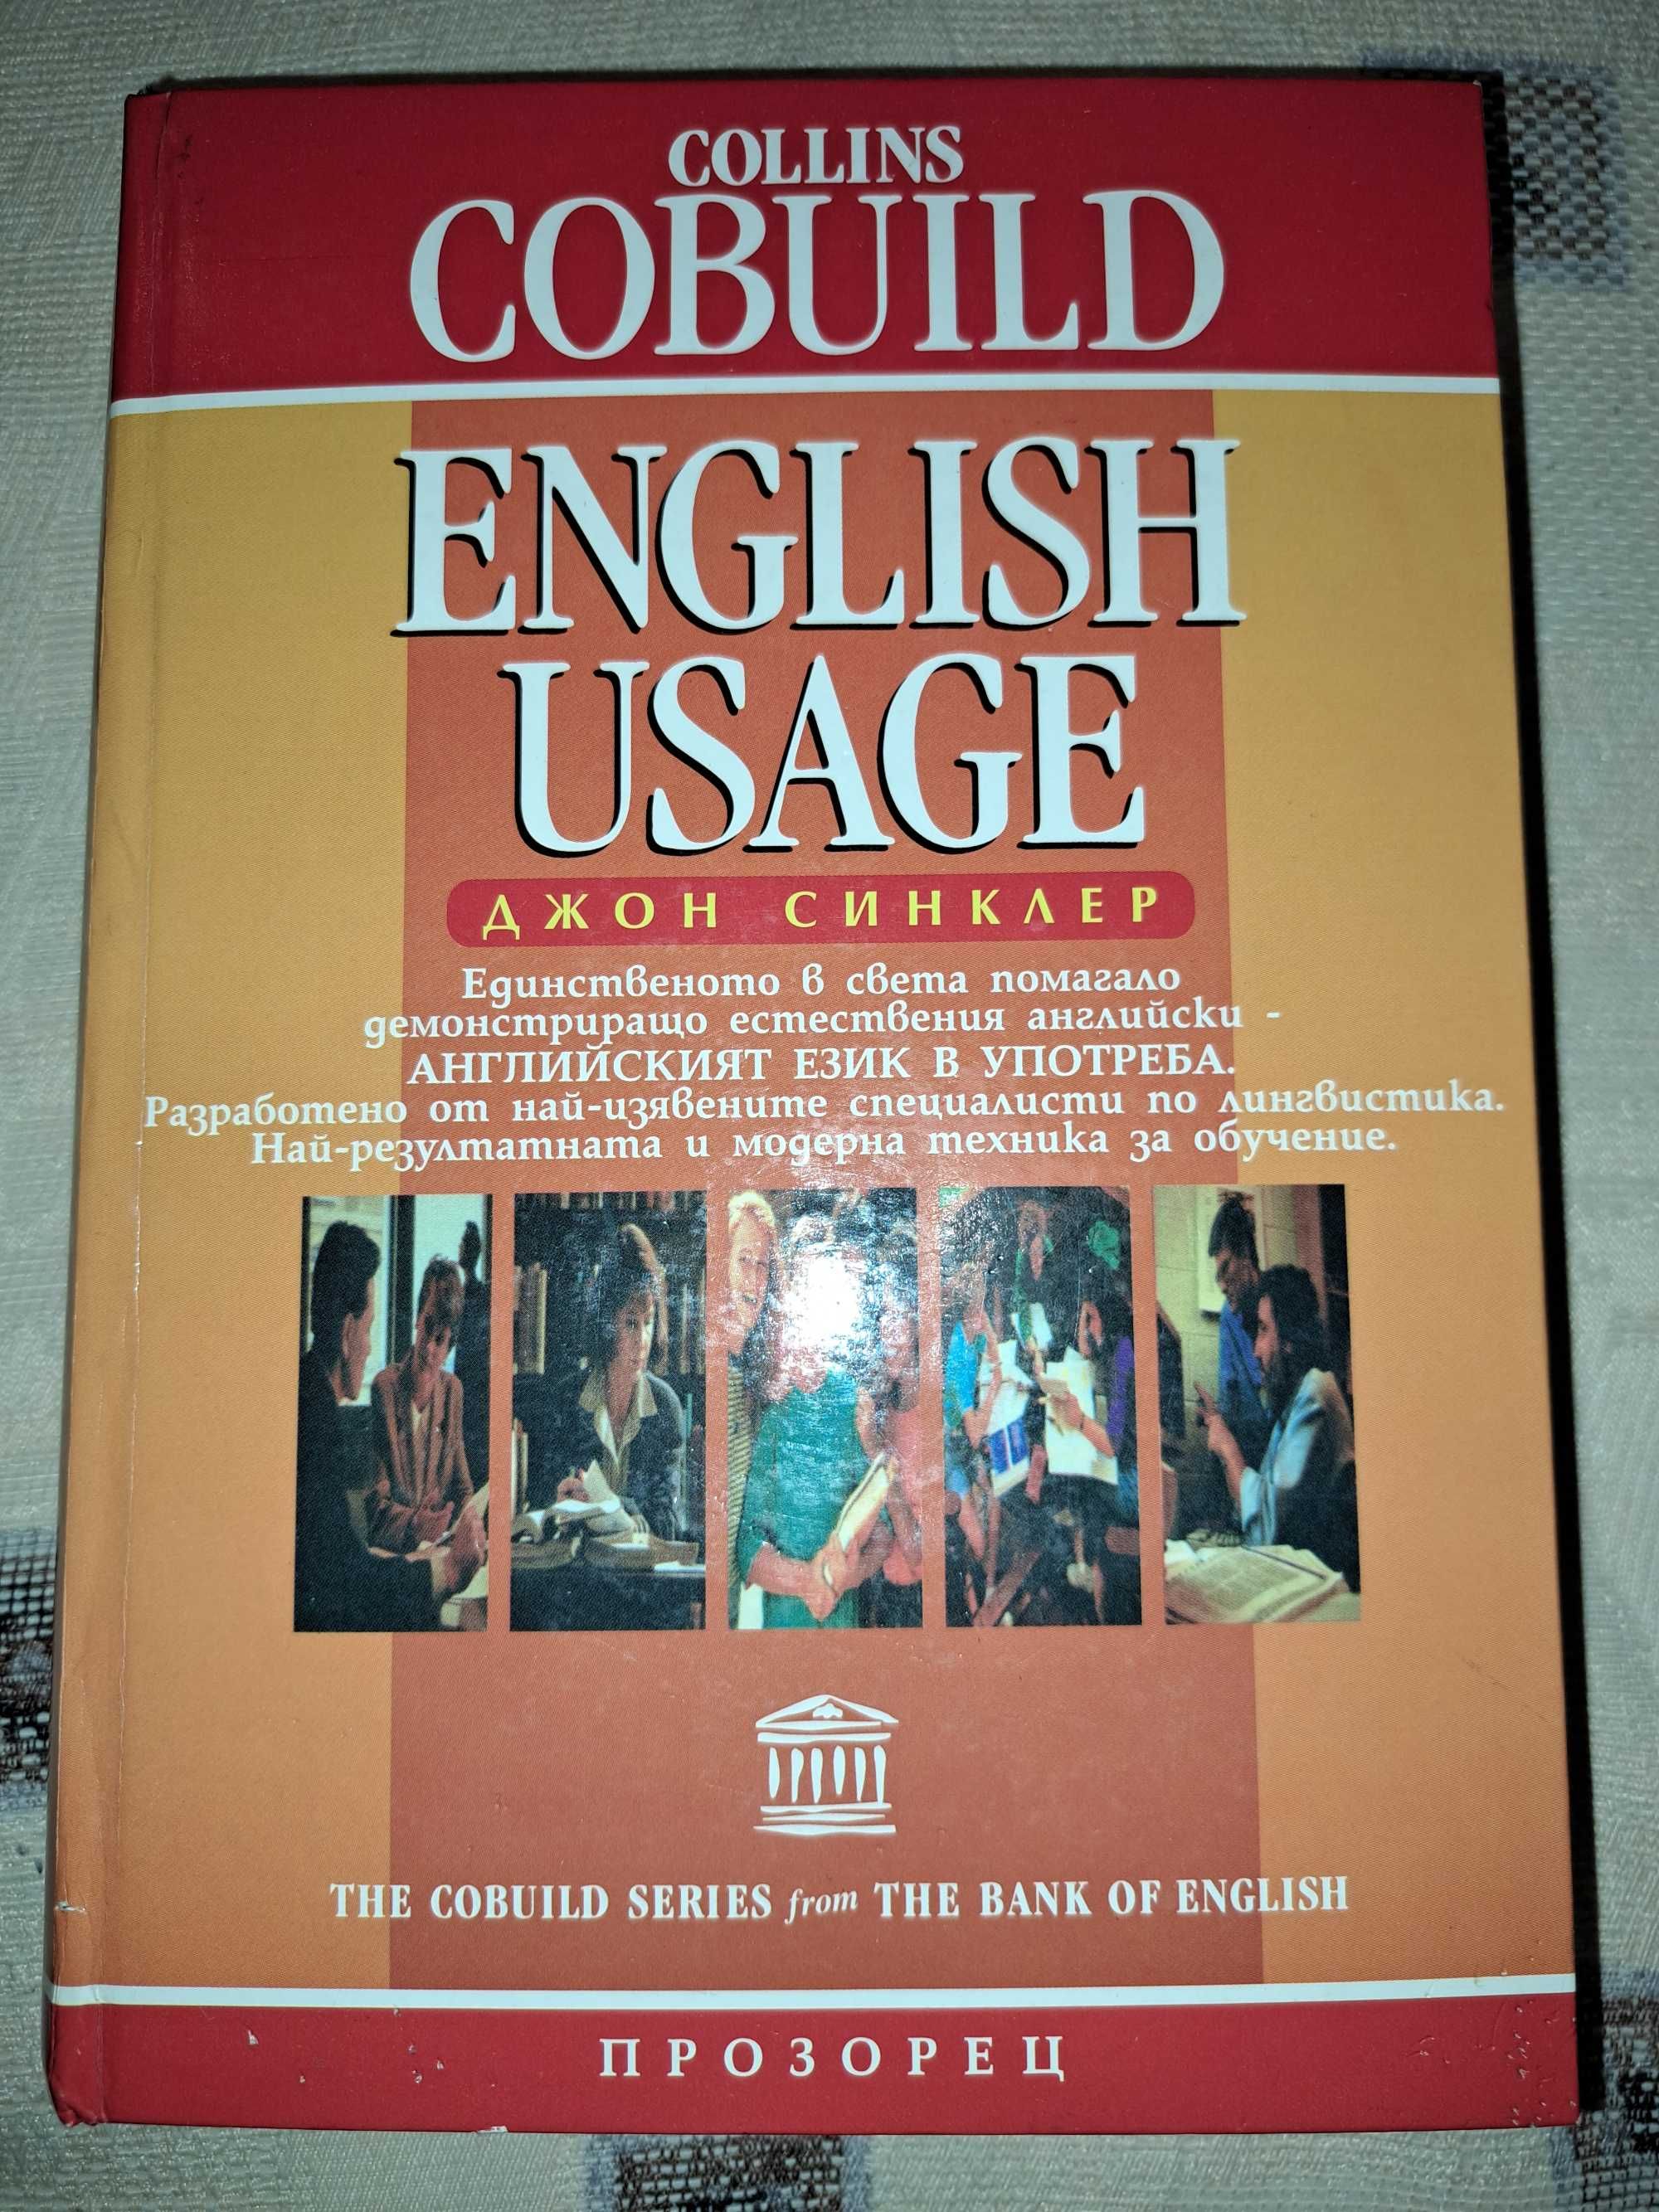 COLLINS
COBUILD
ENGLISH
USAGE
ДЖОН СИНКЛЕР
Единственото в света помагало
демонстриращо естествения английски -
АНГЛИЙСКИЯТ ЕЗИК В УПОТРЕБА.
Разработено от най-изявените специалисти по лингвистика.
Най-резултатната и модерна техника за обучение.
THE COBUILD SERIES from THE BANK OF ENGLISH
ПРОЗОРЕЦ